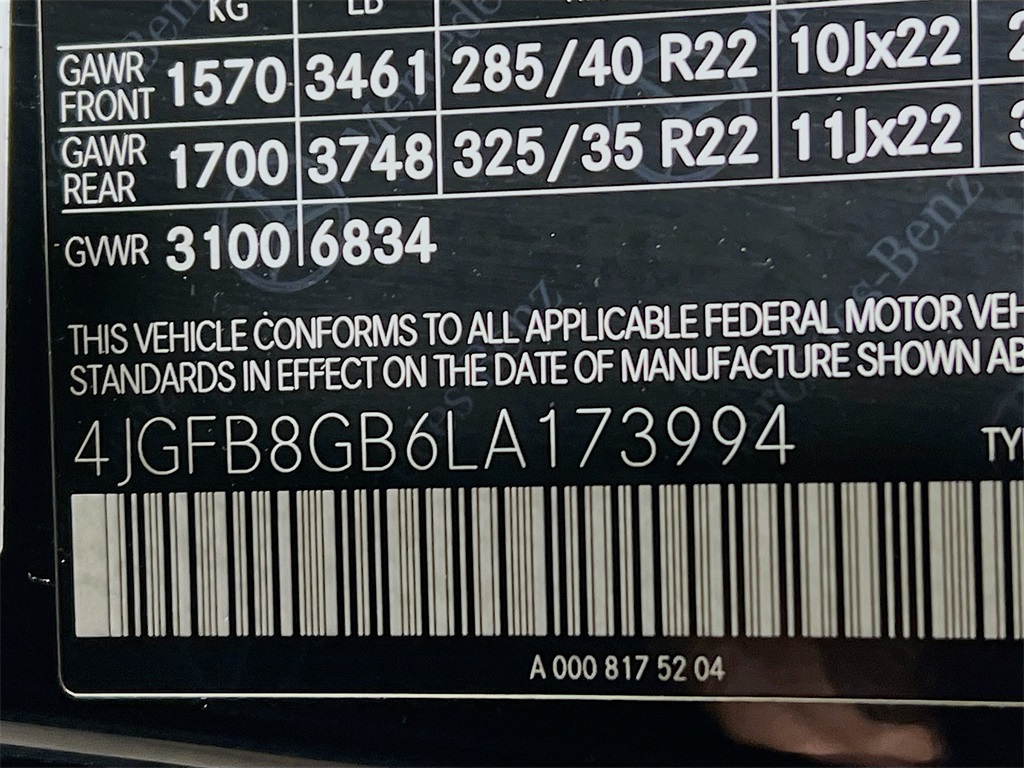 KG LB
GAWR FRONT 1570 3461 285/40 R22 10Jx22
GAWR REAR 1700 3748 325/35 R22 11Jx22
GVWR 3100 6834
THIS VEHICLE CONFORMS TO ALL APPLICABLE FEDERAL MOTOR VEH
STANDARDS IN EFFECT ON THE DATE OF MANUFACTURE SHOWN AB
4JGFB8GB6LA173994 TY
A 000 817 52 04